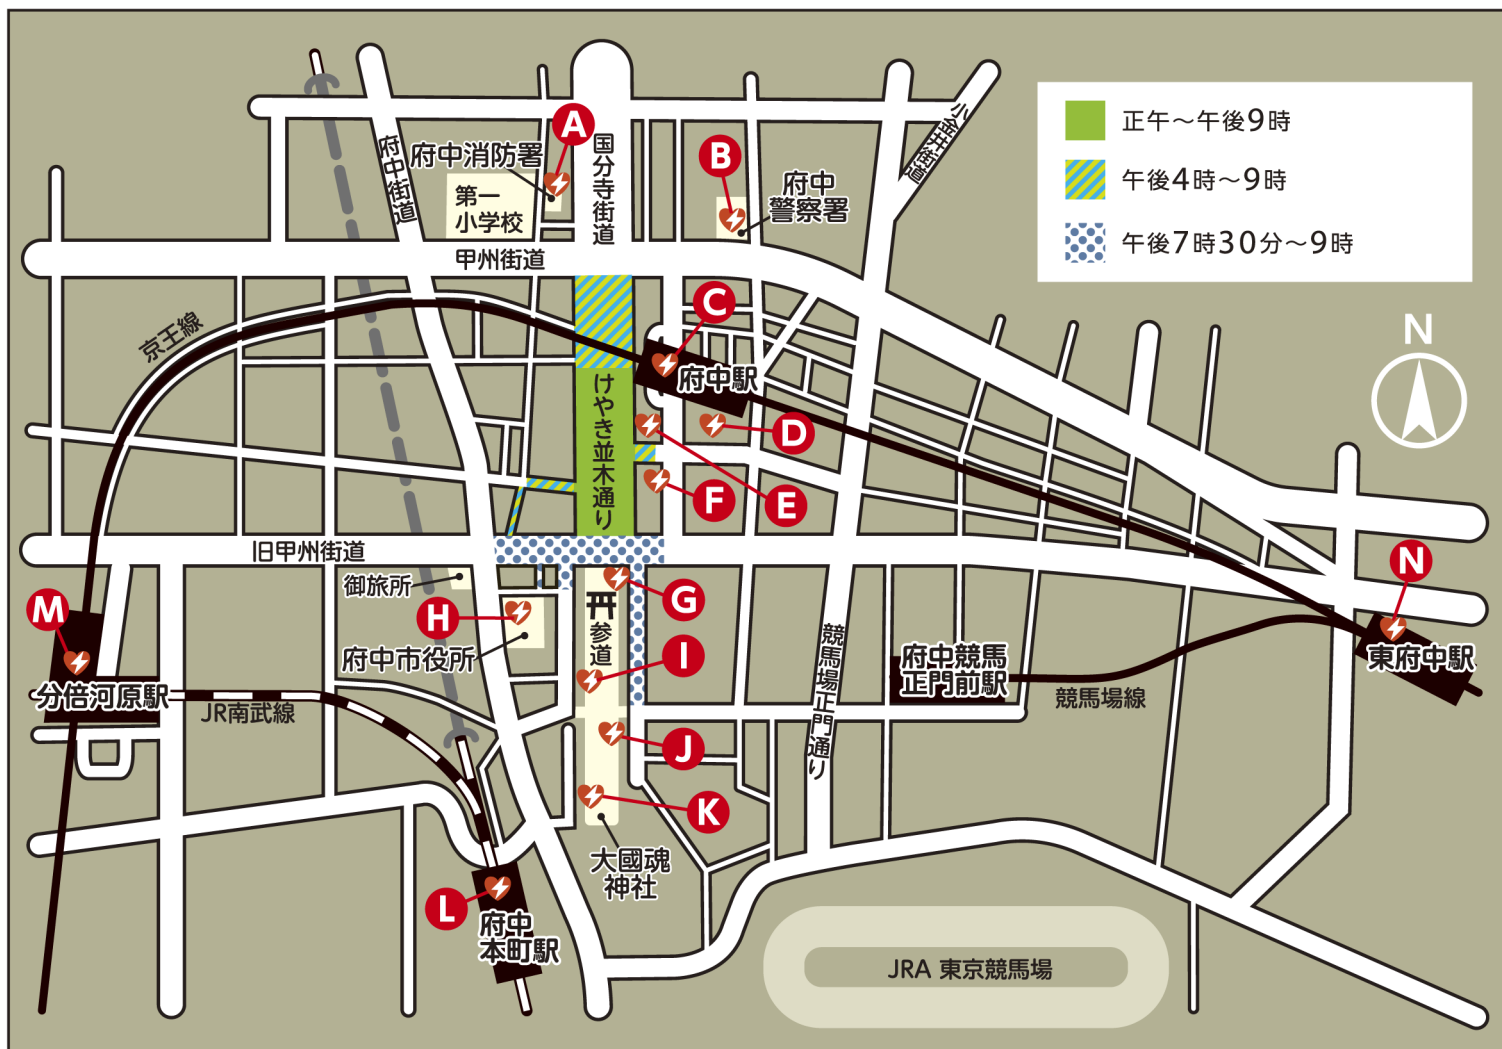 正午～午後9時
午後4時～9時
午後7時30分～9時
N
A
B
府中消防署
第一
小学校
府中街道
国分寺街道
府中
警察署
小金井街道
甲州街道
京王線
C
府中駅
けやき並木通り
D
E
F
旧甲州街道
御旅所
G
H
府中市役所
参道
I
J
K
大國魂
神社
競馬場正門通り
府中競馬
正門前駅
競馬場線
N
東府中駅
M
分倍河原駅
JR南武線
L
府中
本町駅
JRA 東京競馬場